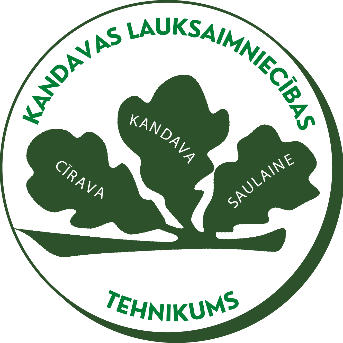 KANDAVAS LAUKSAIMNIECĪBAS
CĪRAVA
KANDAVA
SAULAINE
TEHNIKUMS